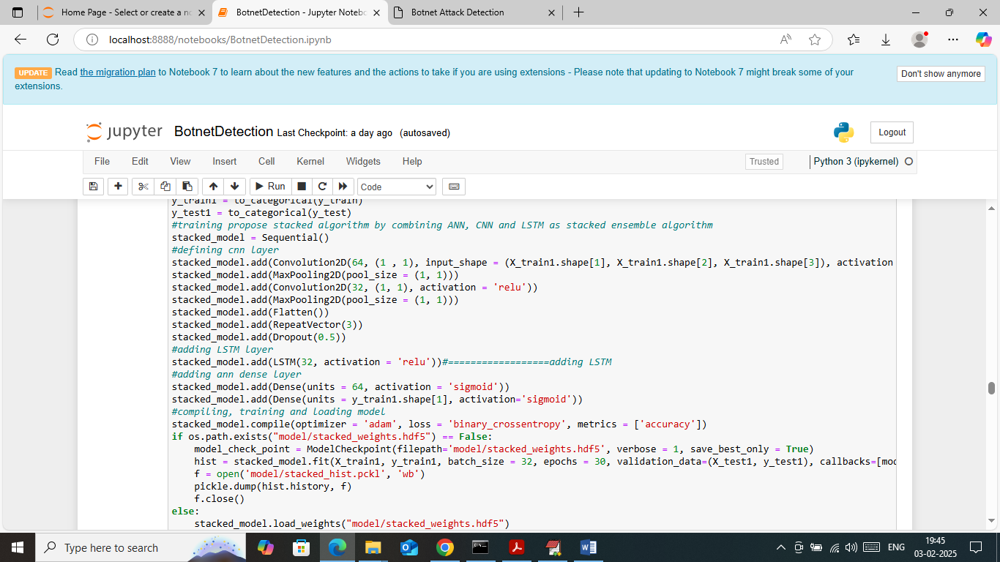 Home Page - Select or create a no
BotnetDetection - Jupyter Notebo
Botnet Attack Detection
localhost:8888/notebooks/BotnetDetection.ipynb
UPDATE Read the migration plan to Notebook 7 to learn about the new features and the actions to take if you are using extensions - Please note that updating to Notebook 7 might break some of your
extensions.
Don't show anymore
jupyter BotnetDetection Last Checkpoint: a day ago (autosaved)
Logout
File Edit View Insert Cell Kernel Widgets Help
Trusted
Python 3 (ipykernel)
Run
Code
y_train1 = to_categorical(y_train)
y_test1 = to_categorical(y_test)
#training propose stacked algorithm by combining ANN, CNN and LSTM as stacked ensemble algorithm
stacked_model = Sequential()
#defining cnn layer
stacked_model.add(Convolution2D(64, (1 , 1), input_shape = (X_train1.shape[1], X_train1.shape[2], X_train1.shape[3]), activation
stacked_model.add(MaxPooling2D(pool_size = (1, 1)))
stacked_model.add(Convolution2D(32, (1, 1), activation = 'relu'))
stacked_model.add(MaxPooling2D(pool_size = (1, 1)))
stacked_model.add(Flatten())
stacked_model.add(RepeatVector(3))
stacked_model.add(Dropout(0.5))
#adding LSTM layer
stacked_model.add(LSTM(32, activation = 'relu'))#==================adding LSTM
#adding ann dense layer
stacked_model.add(Dense(units = 64, activation = 'sigmoid'))
stacked_model.add(Dense(units = y_train1.shape[1], activation='sigmoid'))
#compiling, training and loading model
stacked_model.compile(optimizer = 'adam', loss = 'binary_crossentropy', metrics = ['accuracy'])
if os.path.exists("model/stacked_weights.hdf5") == False:
    model_check_point = ModelCheckpoint(filepath='model/stacked_weights.hdf5', verbose = 1, save_best_only = True)
    hist = stacked_model.fit(X_train1, y_train1, batch_size = 32, epochs = 30, validation_data=(X_test1, y_test1), callbacks=[mod
    f = open('model/stacked_hist.pckl', 'wb')
    pickle.dump(hist.history, f)
    f.close()
else:
    stacked_model.load_weights("model/stacked_weights.hdf5")
Type here to search
ENG
19:45
03-02-2025